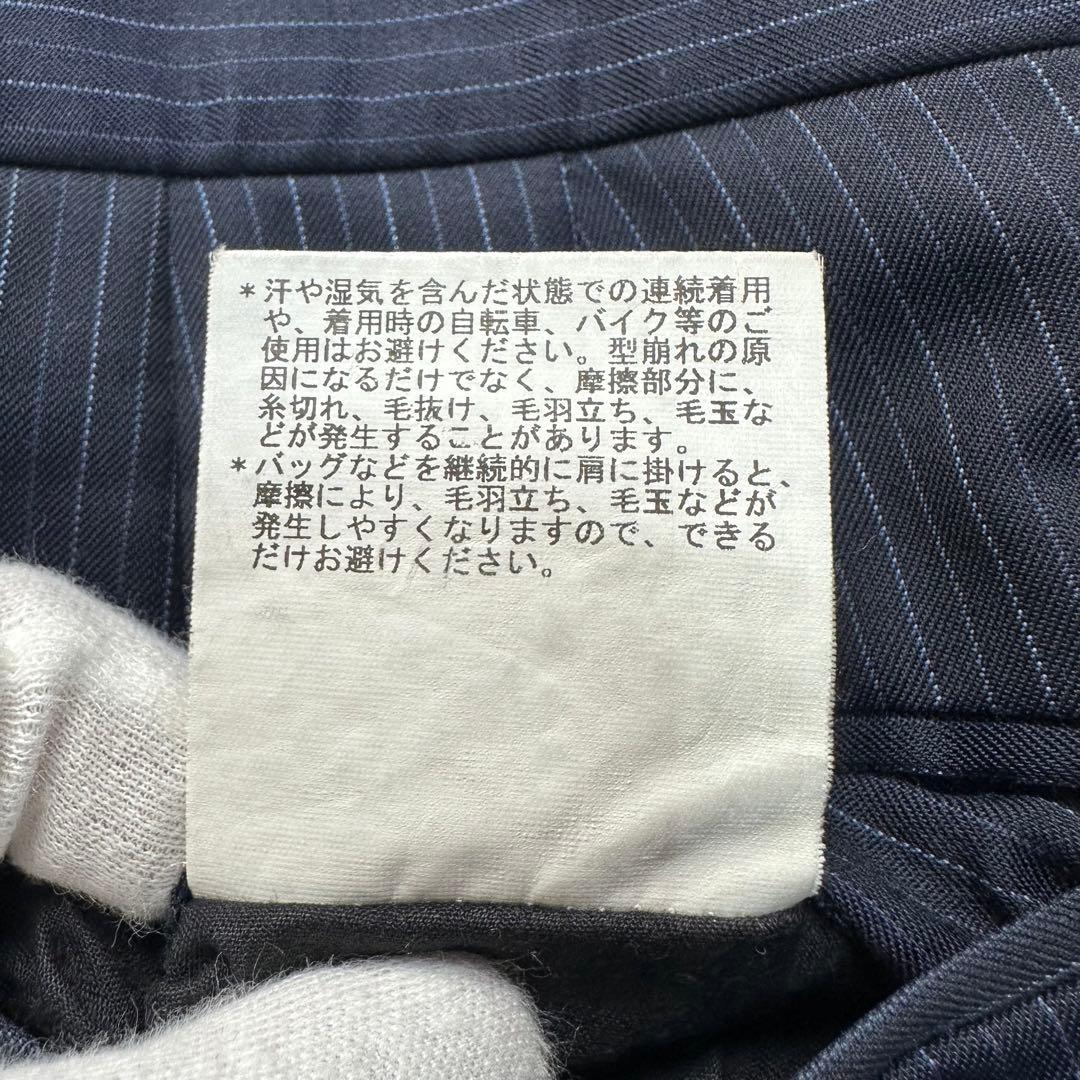 *汗や湿気を含んだ状態での連続着用
や、着用時の自転車、バイク等のご
使用はお避けください。型崩れの原
因になるだけでなく、摩擦部分に、
糸切れ、毛抜け、毛羽立ち、毛玉な
どが発生することがあります。
*バッグなどを継続的に肩に掛けると、
摩擦により、毛羽立ち、毛玉などが
発生しやすくなりますので、できる
だけお避けください。